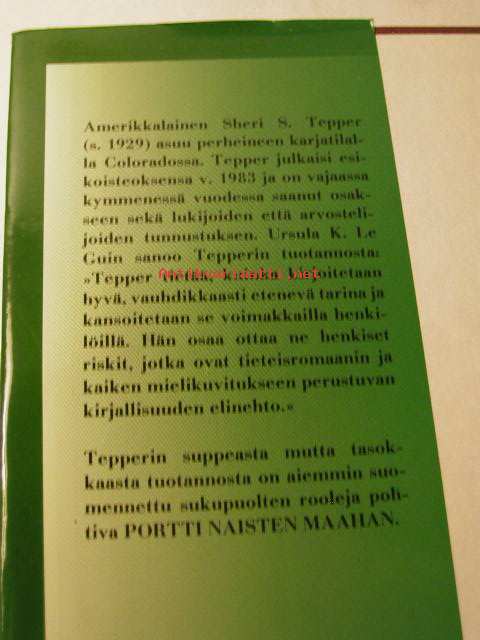 Amerikkalainen Sheri S. Tepper
(s. 1929) asuu perheineen karjatilal-
la Coloradossa. Tepper julkaisi esi-
koisteoksensa v. 1983 ja on vajaassa
kymmenessä vuodessa saanut osak-
seen sekä lukijoiden että arvosteli-
joiden tunnustuksen. Ursula K. Le
Guin sanoo Tepperin tuotannosta:
»Tepper tietää, kuinka kirjoitetaan
hyvä, vauhdikkaasti etenevä tarina ja
kansoitetaan se voimakkailla henki-
löillä. Hän osaa ottaa ne henkiset
riskit, jotka ovat tieteisromaanin ja
kaiken mielikuvitukseen perustuvan
kirjallisuuden elinehto.»
Tepperin suppeasta mutta tasok-
kaasta tuotannosta on aiemmin suo-
mennettu sukupuolten rooleja poh-
tiva PORTTI NAISTEN MAAHAN.